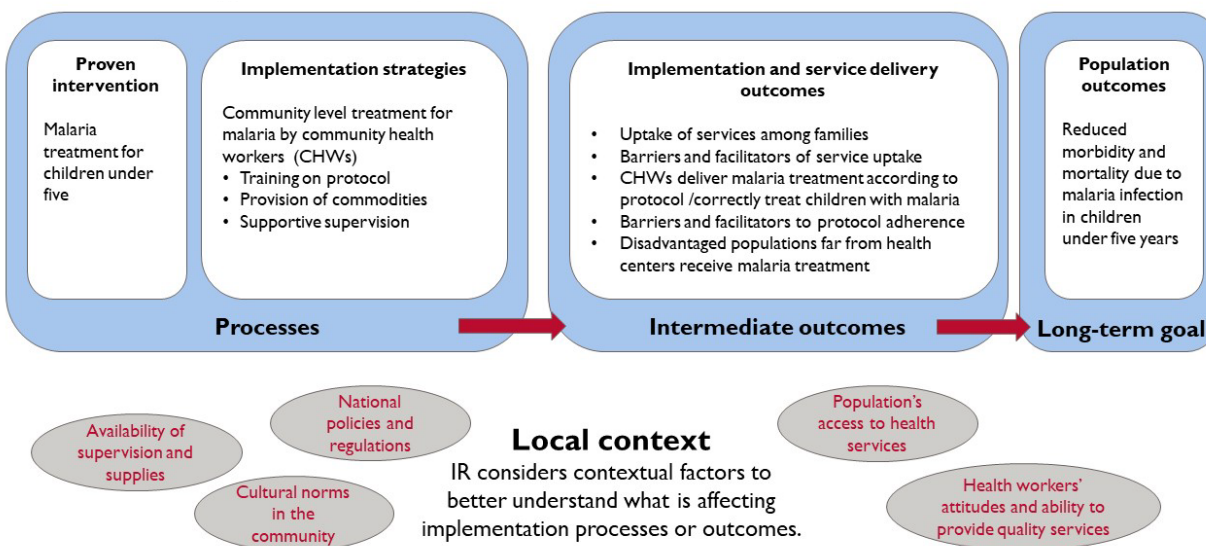 Proven
intervention
Malaria
treatment for
children under
five
Implementation strategies
Community level treatment for
malaria by community health
workers (CHWs)
• Training on protocol
• Provision of commodities
• Supportive supervision
Processes
Implementation and service delivery
outcomes
• Uptake of services among families
• Barriers and facilitators of service uptake
• CHWs deliver malaria treatment according to
protocol /correctly treat children with malaria
• Barriers and facilitators to protocol adherence
• Disadvantaged populations far from health
centers receive malaria treatment
Intermediate outcomes
Population
outcomes
Reduced
morbidity and
mortality due to
malaria infection
in children
under five years
Long-term goal
Availability of
supervision and
supplies
National
policies and
regulations
Cultural norms
in the
community
Local context
IR considers contextual factors to
better understand what is affecting
implementation processes or outcomes.
Population's
access to health
services
Health workers'
attitudes and ability to
provide quality services